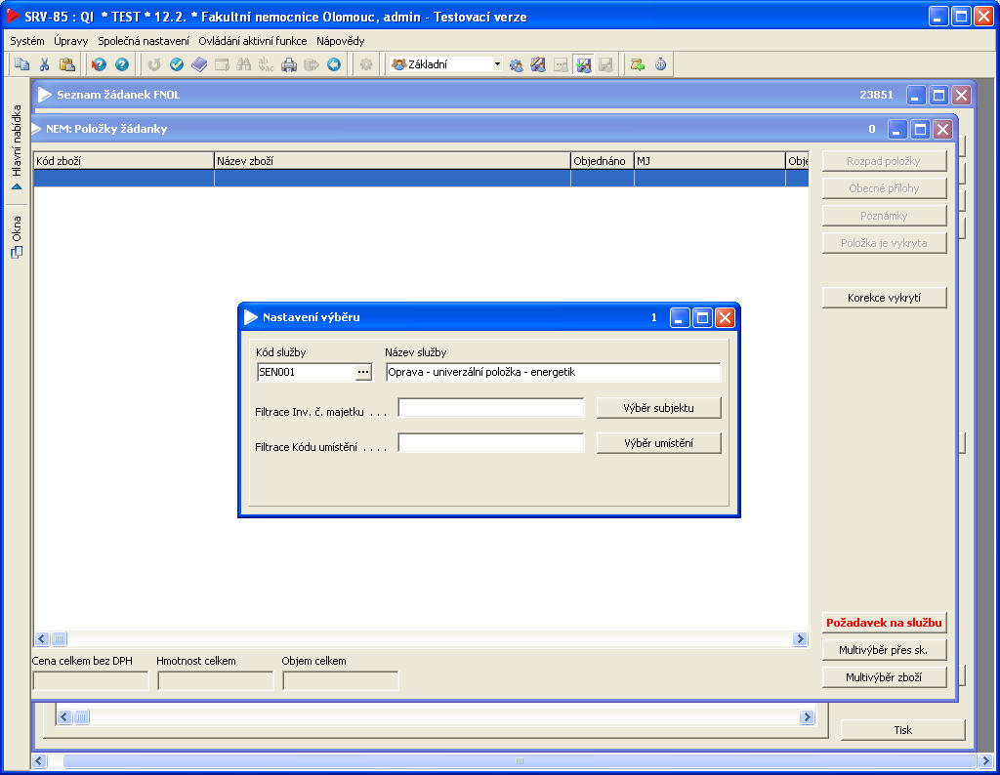 SRV-85 : QI * TEST * 12.2. * Fakultní nemocnice Olomouc, admin - Testovací verze
Systém Úpravy Společná nastavení Ovládání aktivní funkce Nápovědy
Základní
Hlavní nabídka
Okna
Seznam žádanek FNOL 23851
NEM: Položky žádanky 0
Kód zboží Název zboží Objednáno MJ Obje
Rozpad položky
Obecné přílohy
Poznámky
Položka je vykryta
Korekce vykrytí
Nastavení výběru 1
Kód služby Název služby
SEN001 ... Oprava - univerzální položka - energetik
Filtrace Inv. č. majetku . . . Výběr subjektu
Filtrace Kódu umístění . . . . Výběr umístění
Požadavek na službu
Multivýběr přes sk.
Multivýběr zboží
Cena celkem bez DPH Hmotnost celkem Objem celkem
Tisk